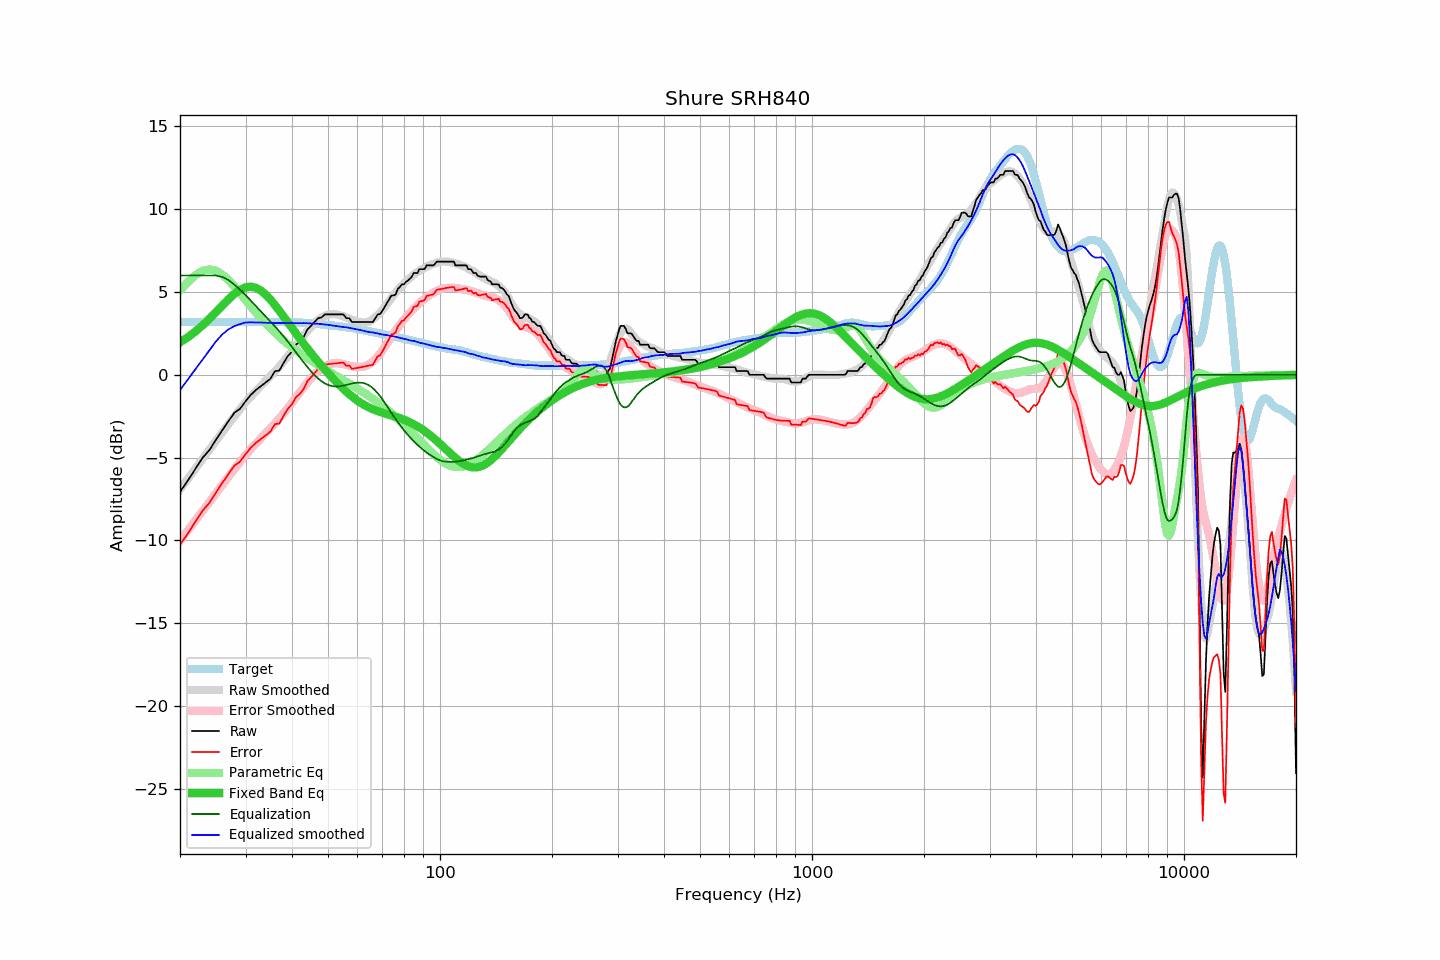 Shure SRH840
15
10
5
0
−5
−10
−15
−20
−25
Amplitude (dBr)
Target
Raw Smoothed
Error Smoothed
Raw
Error
Parametric Eq
Fixed Band Eq
Equalization
Equalized smoothed
100
1000
10000
Frequency (Hz)